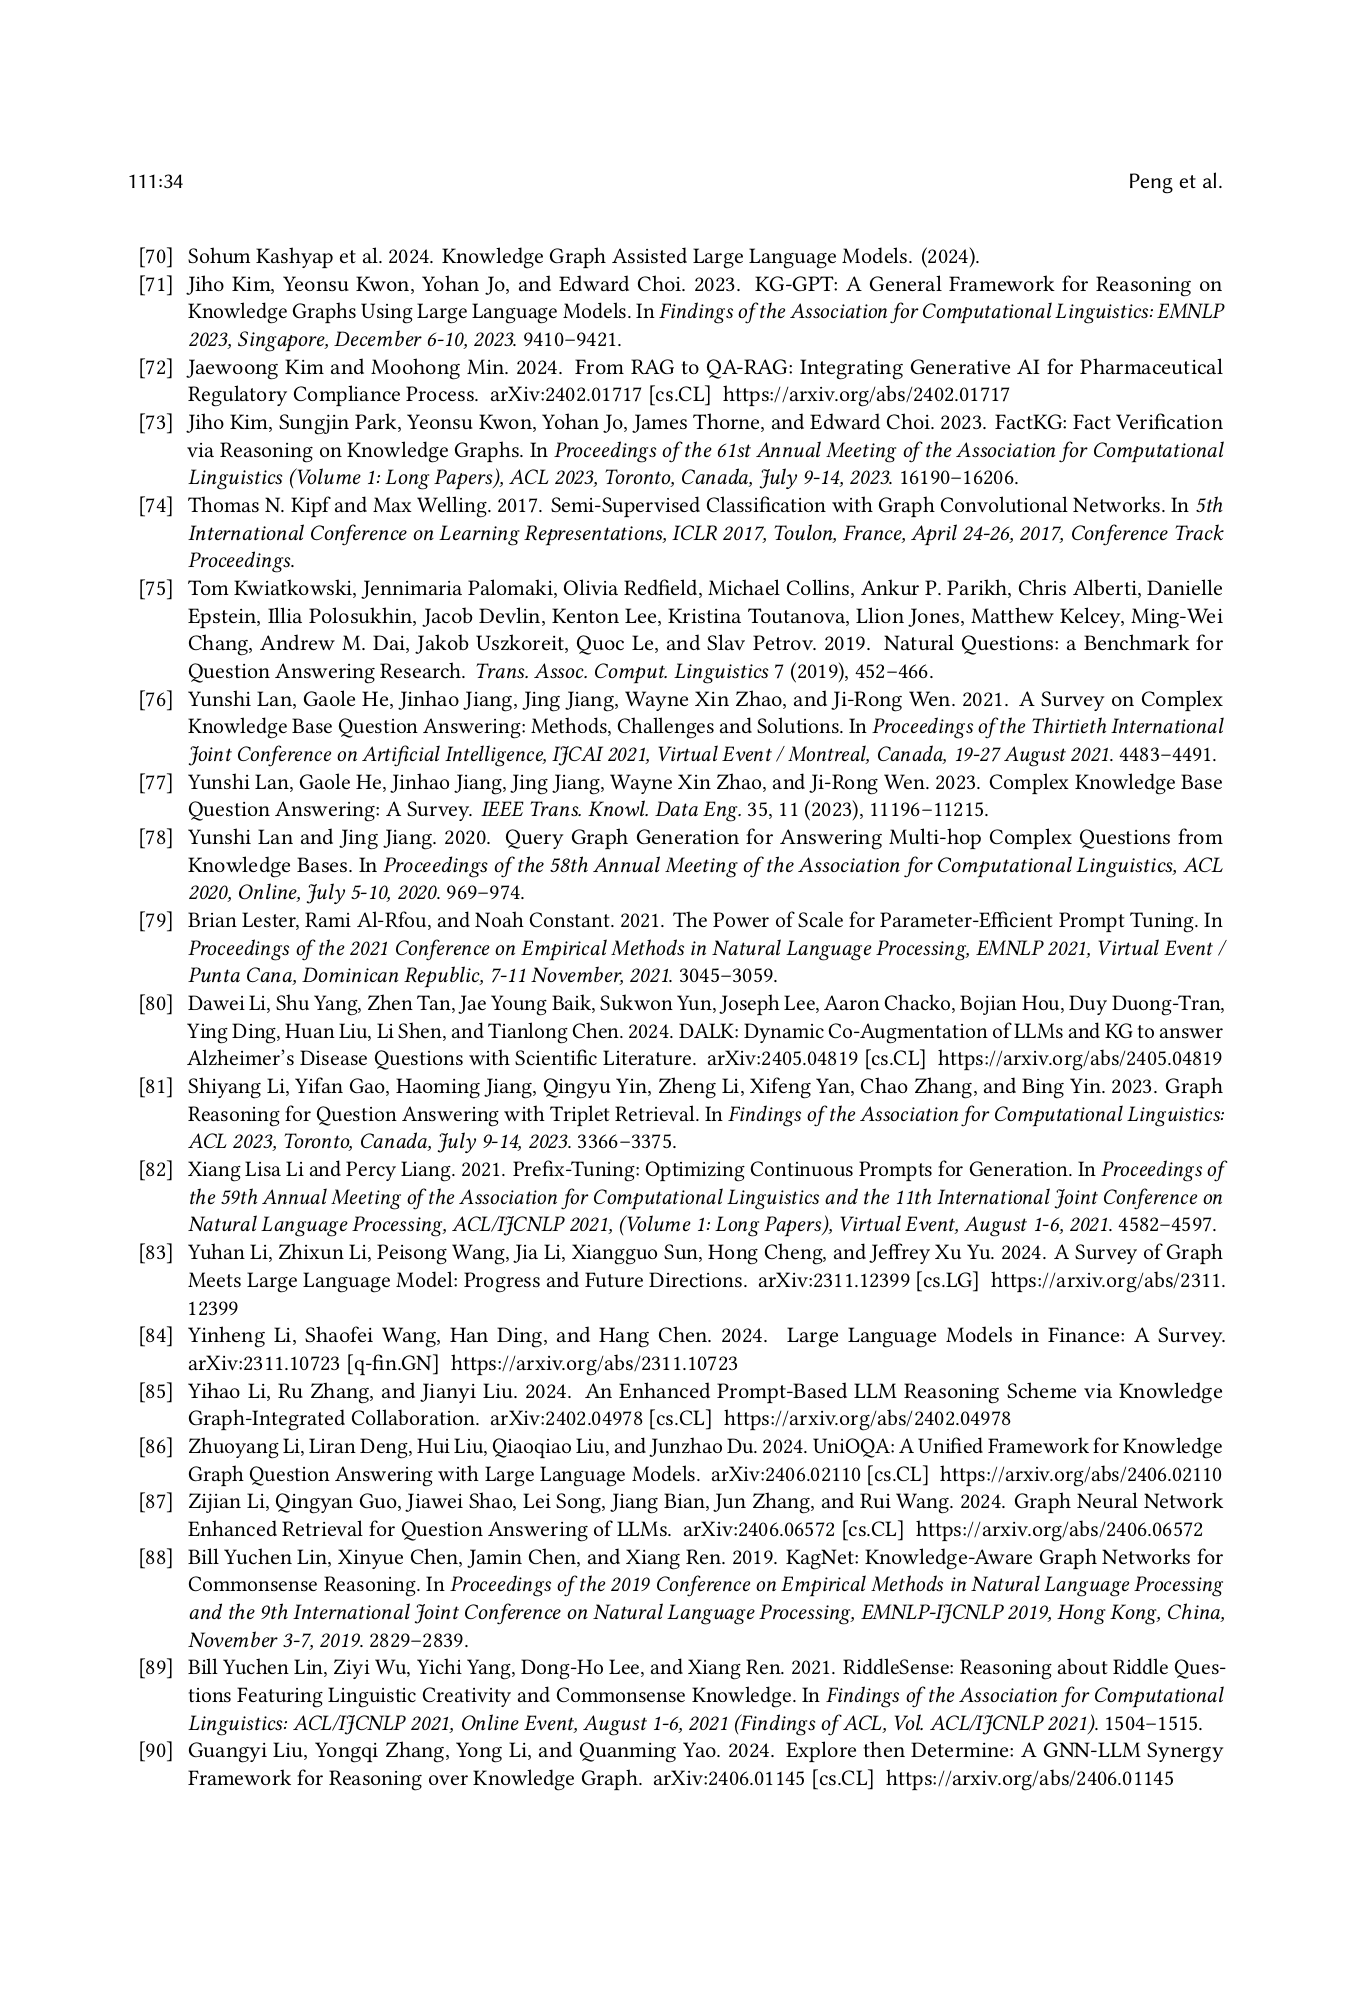 111:34
Peng et al.
[70] Sohum Kashyap et al. 2024. Knowledge Graph Assisted Large Language Models. (2024).
[71] Jiho Kim, Yeonsu Kwon, Yohan Jo, and Edward Choi. 2023. KG-GPT: A General Framework for Reasoning on
Knowledge Graphs Using Large Language Models. In Findings of the Association for Computational Linguistics: EMNLP
2023, Singapore, December 6-10, 2023. 9410–9421.
[72] Jaewoong Kim and Moohong Min. 2024. From RAG to QA-RAG: Integrating Generative AI for Pharmaceutical
Regulatory Compliance Process. arXiv:2402.01717 [cs.CL] https://arxiv.org/abs/2402.01717
[73] Jiho Kim, Sungjin Park, Yeonsu Kwon, Yohan Jo, James Thorne, and Edward Choi. 2023. FactKG: Fact Verification
via Reasoning on Knowledge Graphs. In Proceedings of the 61st Annual Meeting of the Association for Computational
Linguistics (Volume 1: Long Papers), ACL 2023, Toronto, Canada, July 9-14, 2023. 16190–16206.
[74] Thomas N. Kipf and Max Welling. 2017. Semi-Supervised Classification with Graph Convolutional Networks. In 5th
International Conference on Learning Representations, ICLR 2017, Toulon, France, April 24-26, 2017, Conference Track
Proceedings.
[75] Tom Kwiatkowski, Jennimaria Palomaki, Olivia Redfield, Michael Collins, Ankur P. Parikh, Chris Alberti, Danielle
Epstein, Illia Polosukhin, Jacob Devlin, Kenton Lee, Kristina Toutanova, Llion Jones, Matthew Kelcey, Ming-Wei
Chang, Andrew M. Dai, Jakob Uszkoreit, Quoc Le, and Slav Petrov. 2019. Natural Questions: a Benchmark for
Question Answering Research. Trans. Assoc. Comput. Linguistics 7 (2019), 452–466.
[76] Yunshi Lan, Gaole He, Jinhao Jiang, Jing Jiang, Wayne Xin Zhao, and Ji-Rong Wen. 2021. A Survey on Complex
Knowledge Base Question Answering: Methods, Challenges and Solutions. In Proceedings of the Thirtieth International
Joint Conference on Artificial Intelligence, IJCAI 2021, Virtual Event / Montreal, Canada, 19-27 August 2021. 4483–4491.
[77] Yunshi Lan, Gaole He, Jinhao Jiang, Jing Jiang, Wayne Xin Zhao, and Ji-Rong Wen. 2023. Complex Knowledge Base
Question Answering: A Survey. IEEE Trans. Knowl. Data Eng. 35, 11 (2023), 11196–11215.
[78] Yunshi Lan and Jing Jiang. 2020. Query Graph Generation for Answering Multi-hop Complex Questions from
Knowledge Bases. In Proceedings of the 58th Annual Meeting of the Association for Computational Linguistics, ACL
2020, Online, July 5-10, 2020. 969–974.
[79] Brian Lester, Rami Al-Rfou, and Noah Constant. 2021. The Power of Scale for Parameter-Efficient Prompt Tuning. In
Proceedings of the 2021 Conference on Empirical Methods in Natural Language Processing, EMNLP 2021, Virtual Event /
Punta Cana, Dominican Republic, 7-11 November, 2021. 3045–3059.
[80] Dawei Li, Shu Yang, Zhen Tan, Jae Young Baik, Sukwon Yun, Joseph Lee, Aaron Chacko, Bojian Hou, Duy Duong-Tran,
Ying Ding, Huan Liu, Li Shen, and Tianlong Chen. 2024. DALK: Dynamic Co-Augmentation of LLMs and KG to answer
Alzheimer’s Disease Questions with Scientific Literature. arXiv:2405.04819 [cs.CL] https://arxiv.org/abs/2405.04819
[81] Shiyang Li, Yifan Gao, Haoming Jiang, Qingyu Yin, Zheng Li, Xifeng Yan, Chao Zhang, and Bing Yin. 2023. Graph
Reasoning for Question Answering with Triplet Retrieval. In Findings of the Association for Computational Linguistics:
ACL 2023, Toronto, Canada, July 9-14, 2023. 3366–3375.
[82] Xiang Lisa Li and Percy Liang. 2021. Prefix-Tuning: Optimizing Continuous Prompts for Generation. In Proceedings of
the 59th Annual Meeting of the Association for Computational Linguistics and the 11th International Joint Conference on
Natural Language Processing, ACL/IJCNLP 2021, (Volume 1: Long Papers), Virtual Event, August 1-6, 2021. 4582–4597.
[83] Yuhan Li, Zhixun Li, Peisong Wang, Jia Li, Xiangguo Sun, Hong Cheng, and Jeffrey Xu Yu. 2024. A Survey of Graph
Meets Large Language Model: Progress and Future Directions. arXiv:2311.12399 [cs.LG] https://arxiv.org/abs/2311.
12399
[84] Yinheng Li, Shaofei Wang, Han Ding, and Hang Chen. 2024. Large Language Models in Finance: A Survey.
arXiv:2311.10723 [q-fin.GN] https://arxiv.org/abs/2311.10723
[85] Yihao Li, Ru Zhang, and Jianyi Liu. 2024. An Enhanced Prompt-Based LLM Reasoning Scheme via Knowledge
Graph-Integrated Collaboration. arXiv:2402.04978 [cs.CL] https://arxiv.org/abs/2402.04978
[86] Zhuoyang Li, Liran Deng, Hui Liu, Qiaoqiao Liu, and Junzhao Du. 2024. UniOQA: A Unified Framework for Knowledge
Graph Question Answering with Large Language Models. arXiv:2406.02110 [cs.CL] https://arxiv.org/abs/2406.02110
[87] Zijian Li, Qingyan Guo, Jiawei Shao, Lei Song, Jiang Bian, Jun Zhang, and Rui Wang. 2024. Graph Neural Network
Enhanced Retrieval for Question Answering of LLMs. arXiv:2406.06572 [cs.CL] https://arxiv.org/abs/2406.06572
[88] Bill Yuchen Lin, Xinyue Chen, Jamin Chen, and Xiang Ren. 2019. KagNet: Knowledge-Aware Graph Networks for
Commonsense Reasoning. In Proceedings of the 2019 Conference on Empirical Methods in Natural Language Processing
and the 9th International Joint Conference on Natural Language Processing, EMNLP-IJCNLP 2019, Hong Kong, China,
November 3-7, 2019. 2829–2839.
[89] Bill Yuchen Lin, Ziyi Wu, Yichi Yang, Dong-Ho Lee, and Xiang Ren. 2021. RiddleSense: Reasoning about Riddle Ques-
tions Featuring Linguistic Creativity and Commonsense Knowledge. In Findings of the Association for Computational
Linguistics: ACL/IJCNLP 2021, Online Event, August 1-6, 2021 (Findings of ACL, Vol. ACL/IJCNLP 2021). 1504–1515.
[90] Guangyi Liu, Yongqi Zhang, Yong Li, and Quanming Yao. 2024. Explore then Determine: A GNN-LLM Synergy
Framework for Reasoning over Knowledge Graph. arXiv:2406.01145 [cs.CL] https://arxiv.org/abs/2406.01145